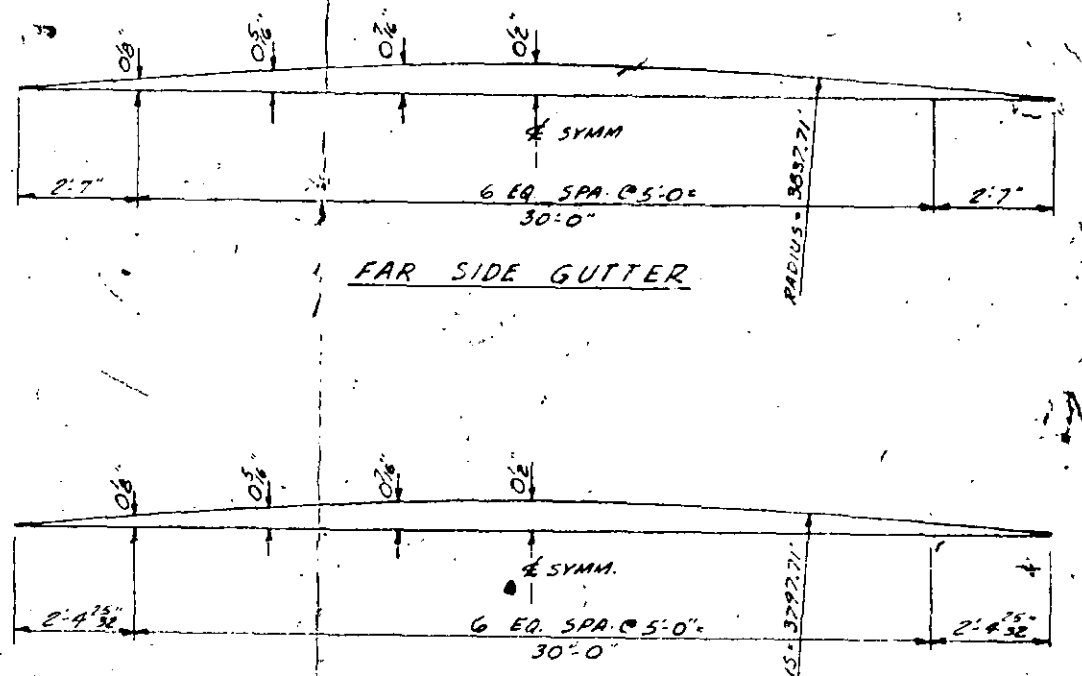 0 1/8" 0 5/16" 0 7/16" 0 1/2"
℄ SYMM
2'-7" 6 EQ. SPA. @ 5'-0"= 2'-7"
30'-0"
RADIUS = 3837.71'
FAR SIDE GUTTER
0 1/8" 0 5/16" 0 7/16" 0 1/2"
℄ SYMM.
2'-4 25/32" 6 EQ. SPA. @ 5'-0"= 2'-4 25/32"
30'-0"
US = 3797.71'